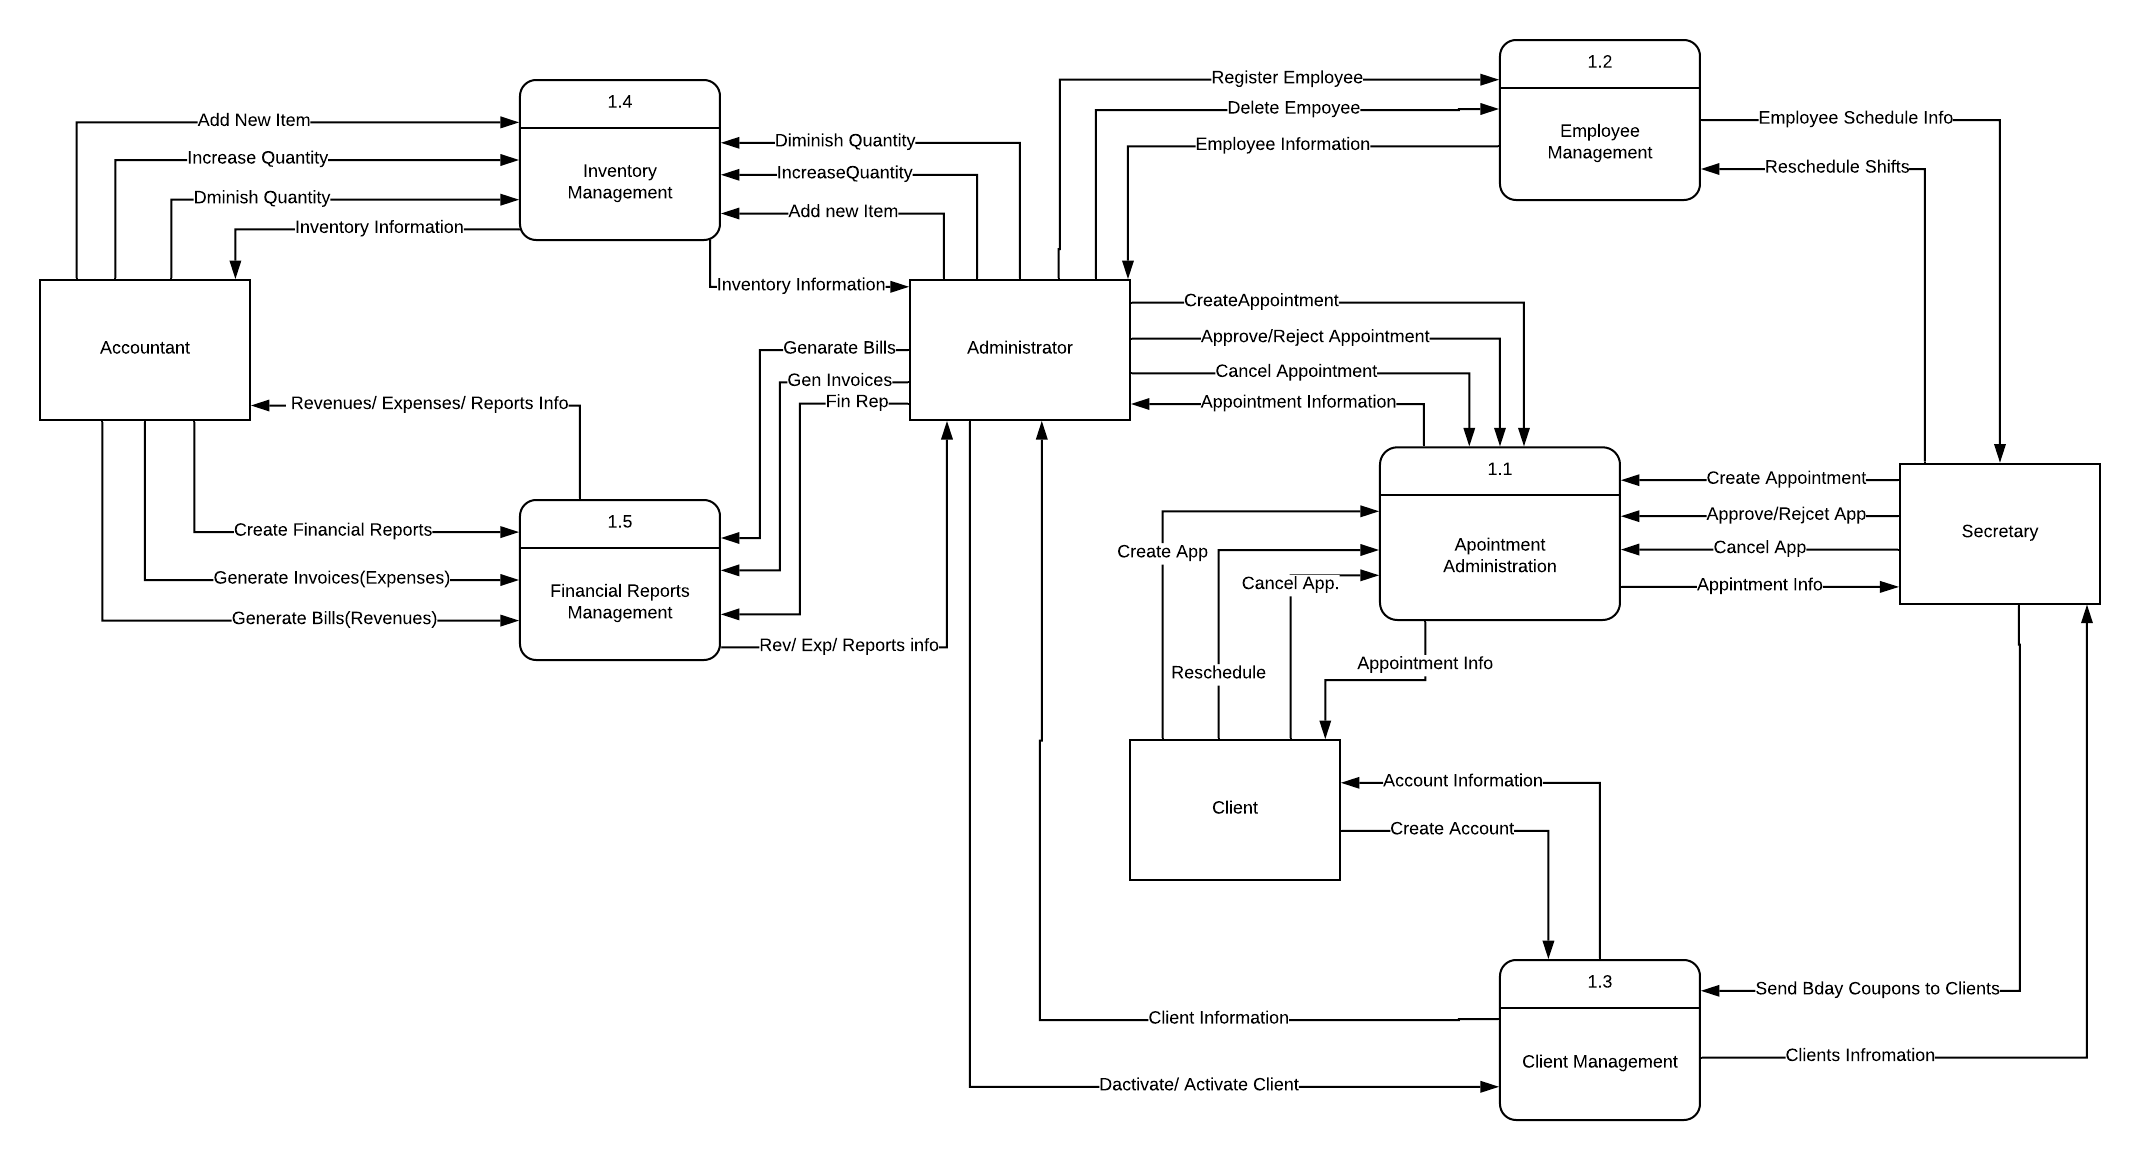 1.2
Employee
Management
1.4
Inventory
Management
Register Employee
Delete Empoyee
Employee Information
Employee Schedule Info
Reschedule Shifts
Add New Item
Increase Quantity
Dminish Quantity
Inventory Information
Diminish Quantity
IncreaseQuantity
Add new Item
Inventory Information
Accountant
Administrator
CreateAppointment
Approve/Reject Appointment
Cancel Appointment
Appointment Information
Genarate Bills
Gen Invoices
Fin Rep
Revenues/ Expenses/ Reports Info
1.1
Apointment
Administration
Create Appointment
Approve/Rejcet App
Cancel App
Appintment Info
Secretary
1.5
Financial Reports
Management
Create Financial Reports
Generate Invoices(Expenses)
Generate Bills(Revenues)
Rev/ Exp/ Reports info
Create App
Cancel App.
Reschedule
Appointment Info
Client
Account Information
Create Account
1.3
Client Management
Send Bday Coupons to Clients
Client Information
Clients Infromation
Dactivate/ Activate Client